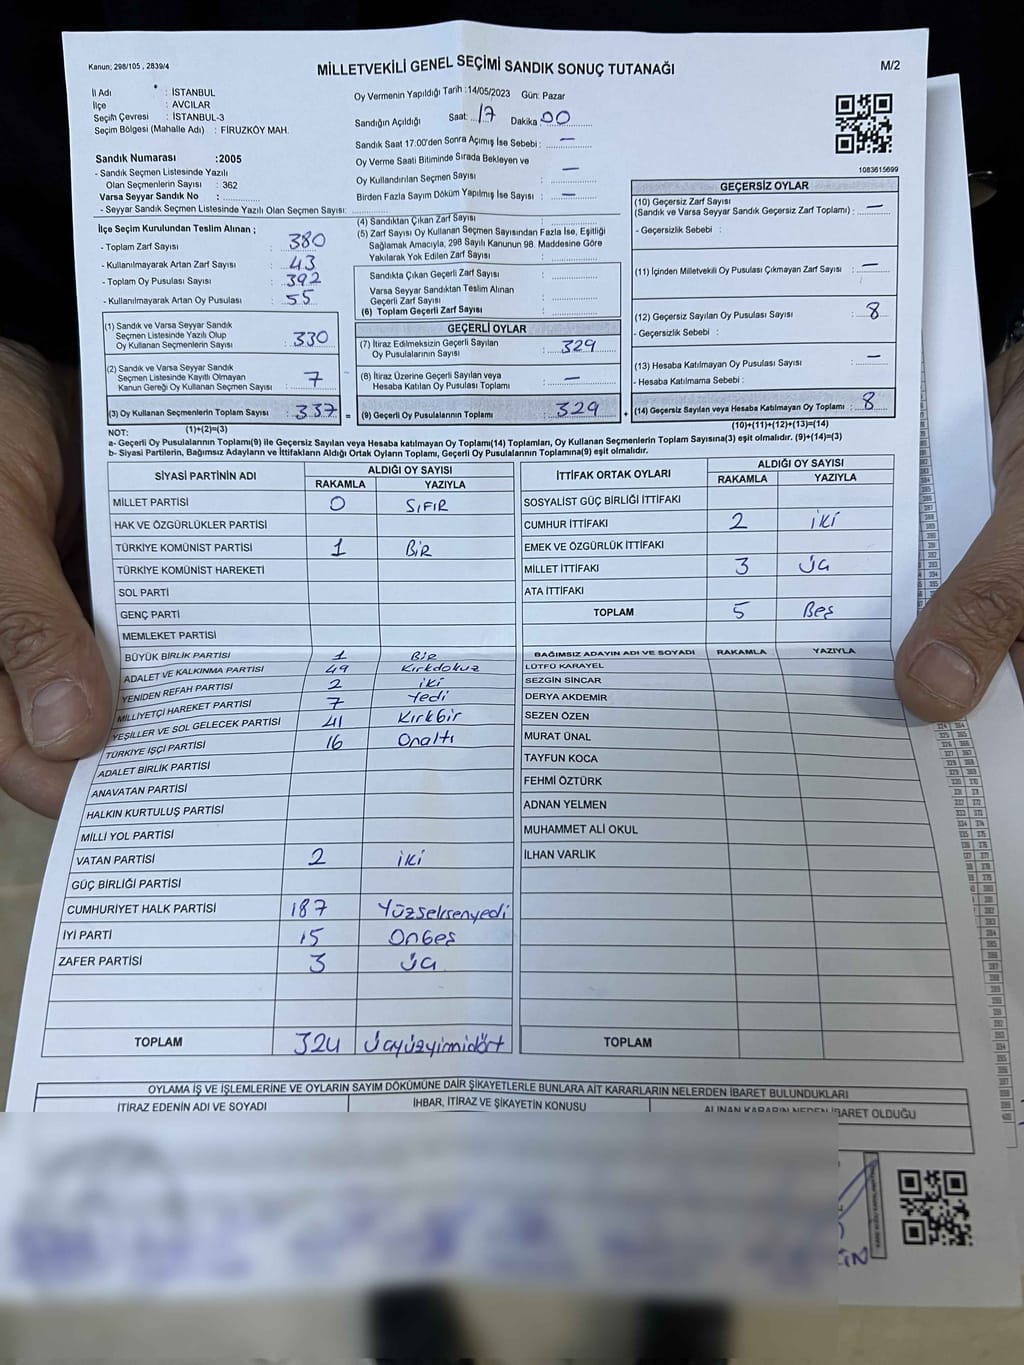 Kanun; 298/105 , 2839/4
MİLLETVEKİLİ GENEL SEÇİMİ SANDIK SONUÇ TUTANAĞI
M/2
İl Adı : İSTANBUL
İlçe : AVCILAR
Seçim Çevresi : İSTANBUL-3
Seçim Bölgesi (Mahalle Adı) : FİRUZKÖY MAH.
Sandık Numarası :2005
- Sandık Seçmen Listesinde Yazılı
Olan Seçmenlerin Sayısı : 362
Varsa Seyyar Sandık No :
- Seyyar Sandık Seçmen Listesinde Yazılı Olan Seçmen Sayısı:
Oy Vermenin Yapıldığı Tarih :14/05/2023 Gün: Pazar
Sandığın Açıldığı Saat: 17 Dakika: 00
Sandık Saat 17:00'den Sonra Açımış İse Sebebi : —
Oy Verme Saati Bitiminde Sırada Bekleyen ve
Oy Kullandırılan Seçmen Sayısı : —
Birden Fazla Sayım Döküm Yapılmış İse Sayısı : —
1083615699
İlçe Seçim Kurulundan Teslim Alınan ;
- Toplam Zarf Sayısı : 380
- Kullanılmayarak Artan Zarf Sayısı : 43
- Toplam Oy Pusulası Sayısı : 392
- Kullanılmayarak Artan Oy Pusulası : 55
(1) Sandık ve Varsa Seyyar Sandık
Seçmen Listesinde Yazılı Olup
Oy Kullanan Seçmenlerin Sayısı : 330
(2) Sandık ve Varsa Seyyar Sandık
Seçmen Listesinde Kayıtlı Olmayan
Kanun Gereği Oy Kullanan Seçmen Sayısı : 7
(3) Oy Kullanan Seçmenlerin Toplam Sayısı : 337 =
(1)+(2)=(3)
(4) Sandıktan Çıkan Zarf Sayısı :
(5) Zarf Sayısı Oy Kullanan Seçmen Sayısından Fazla İse, Eşitliği
Sağlamak Amacıyla, 298 Sayılı Kanunun 98. Maddesine Göre
Yakılarak Yok Edilen Zarf Sayısı :
Sandıkta Çıkan Geçerli Zarf Sayısı :
Varsa Seyyar Sandıktan Teslim Alınan
Geçerli Zarf Sayısı :
(6) Toplam Geçerli Zarf Sayısı :
GEÇERLİ OYLAR
(7) İtiraz Edilmeksizin Geçerli Sayılan
Oy Pusulalarının Sayısı : 329
(8) İtiraz Üzerine Geçerli Sayılan veya
Hesaba Katılan Oy Pusulası Toplamı : —
(9) Geçerli Oy Pusulalarının Toplamı : 329 +
GEÇERSİZ OYLAR
(10) Geçersiz Zarf Sayısı
(Sandık ve Varsa Seyyar Sandık Geçersiz Zarf Toplamı) : —
- Geçersizlik Sebebi :
(11) İçinden Milletvekili Oy Pusulası Çıkmayan Zarf Sayısı : —
(12) Geçersiz Sayılan Oy Pusulası Sayısı : 8
- Geçersizlik Sebebi :
(13) Hesaba Katılmayan Oy Pusulası Sayısı : —
- Hesaba Katılmama Sebebi :
(14) Geçersiz Sayılan veya Hesaba Katılmayan Oy Toplamı : 8
(10)+(11)+(12)+(13)=(14)
NOT:
a- Geçerli Oy Pusulalarının Toplamı(9) ile Geçersiz Sayılan veya Hesaba katılmayan Oy Toplamı(14) Toplamları, Oy Kullanan Seçmenlerin Toplam Sayısına(3) eşit olmalıdır. (9)+(14)=(3)
b- Siyasi Partilerin, Bağımsız Adayların ve İttifakların Aldığı Ortak Oyların Toplamı, Geçerli Oy Pusulalarının Toplamına(9) eşit olmalıdır.
SİYASİ PARTİNİN ADI ALDIĞI OY SAYISI
RAKAMLA YAZIYLA
MİLLET PARTİSİ 0 SIFIR
HAK VE ÖZGÜRLÜKLER PARTİSİ
TÜRKİYE KOMÜNİST PARTİSİ 1 BİR
TÜRKİYE KOMÜNİST HAREKETİ
SOL PARTİ
GENÇ PARTİ
MEMLEKET PARTİSİ
BÜYÜK BİRLİK PARTİSİ 1 Bir
ADALET VE KALKINMA PARTİSİ 49 Kırkdokuz
YENİDEN REFAH PARTİSİ 2 iki
MİLLİYETÇİ HAREKET PARTİSİ 7 Yedi
YEŞİLLER VE SOL GELECEK PARTİSİ 41 Kırkbir
TÜRKİYE İŞÇİ PARTİSİ 16 Onaltı
ADALET BİRLİK PARTİSİ
ANAVATAN PARTİSİ
HALKIN KURTULUŞ PARTİSİ
MİLLİ YOL PARTİSİ
VATAN PARTİSİ 2 iki
GÜÇ BİRLİĞİ PARTİSİ
CUMHURİYET HALK PARTİSİ 187 Yüzseksenyedi
İYİ PARTİ 15 Onbeş
ZAFER PARTİSİ 3 Üç
TOPLAM 324 Üçyüzyirmidört
İTTİFAK ORTAK OYLARI ALDIĞI OY SAYISI
RAKAMLA YAZIYLA
SOSYALİST GÜÇ BİRLİĞİ İTTİFAKI
CUMHUR İTTİFAKI 2 İKİ
EMEK VE ÖZGÜRLÜK İTTİFAKI
MİLLET İTTİFAKI 3 Üç
ATA İTTİFAKI
TOPLAM 5 Beş
BAĞIMSIZ ADAYIN ADI VE SOYADI RAKAMLA YAZIYLA
LÜTFÜ KARAYEL
SEZGİN SİNCAR
DERYA AKDEMİR
SEZEN ÖZEN
MURAT ÜNAL
TAYFUN KOCA
FEHMİ ÖZTÜRK
ADNAN YELMEN
MUHAMMET ALİ OKUL
İLHAN VARLIK
TOPLAM
OYLAMA İŞ VE İŞLEMLERİNE VE OYLARIN SAYIM DÖKÜMÜNE DAİR ŞİKAYETLERLE BUNLARA AİT KARARLARIN NELERDEN İBARET BULUNDUKLARI
İTİRAZ EDENİN ADI VE SOYADI İHBAR, İTİRAZ VE ŞİKAYETİN KONUSU ALINAN KARARIN NEDEN İBARET OLDUĞU